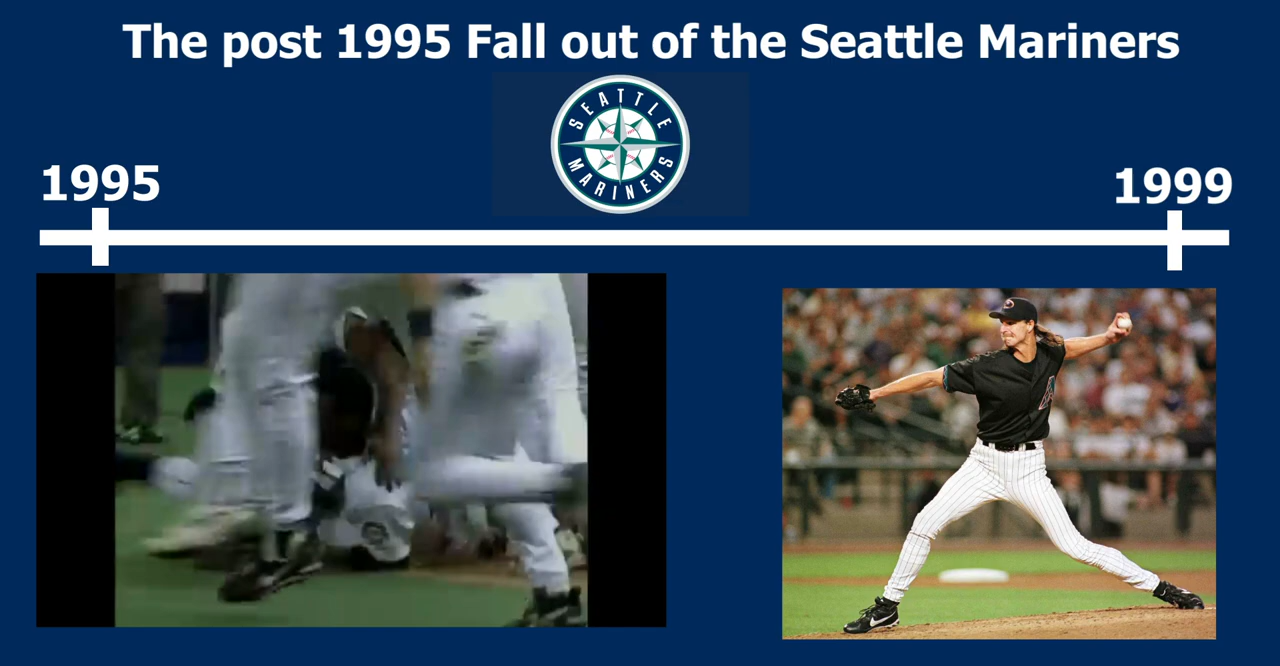 The post 1995 Fall out of the Seattle Mariners
SEATTLE
MARINERS
1995
1999